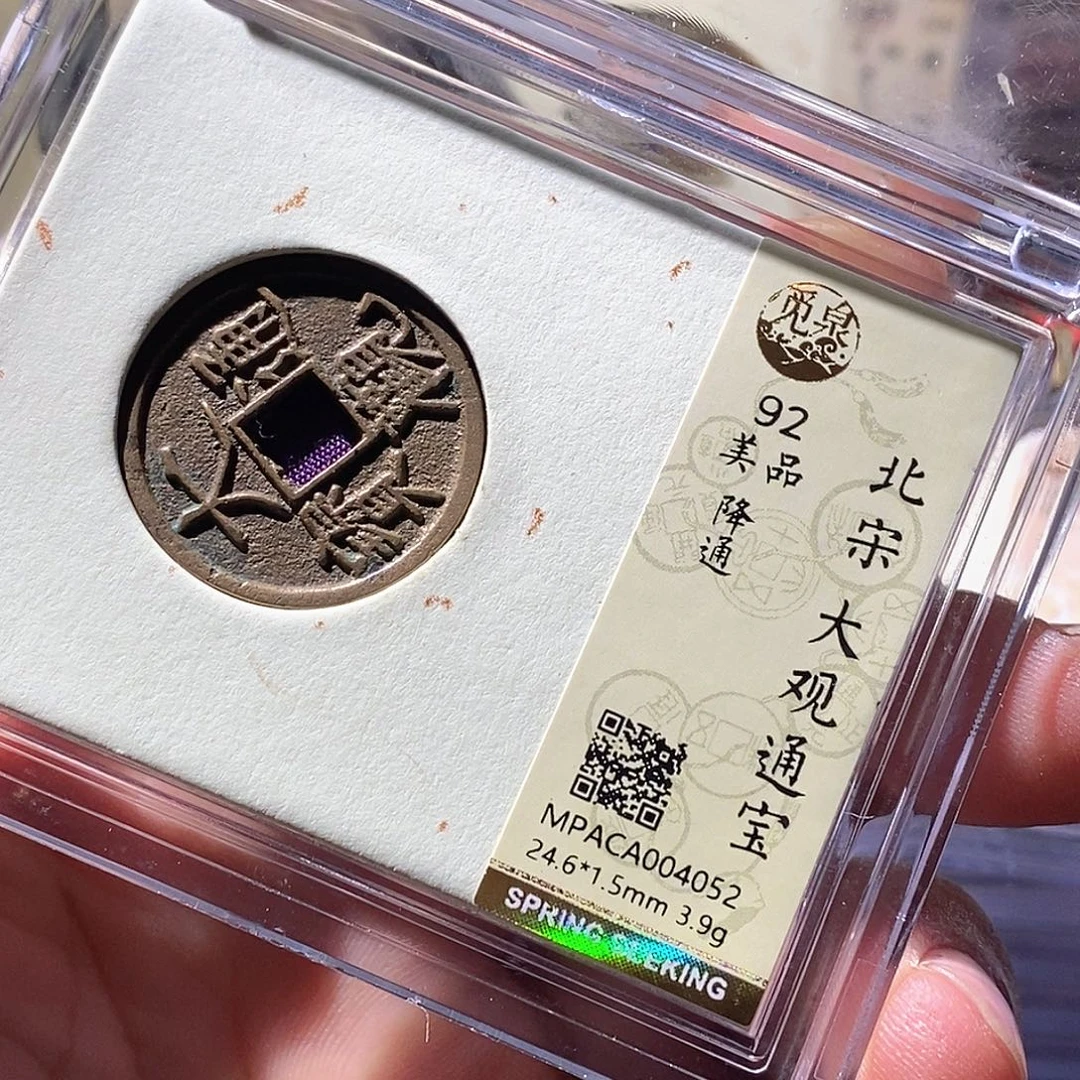 大觀通寶
觅泉
92
美品
降通
北宋 大观通宝
MPACA004052
24.6*1.5mm 3.9g
SPRING SEEKING